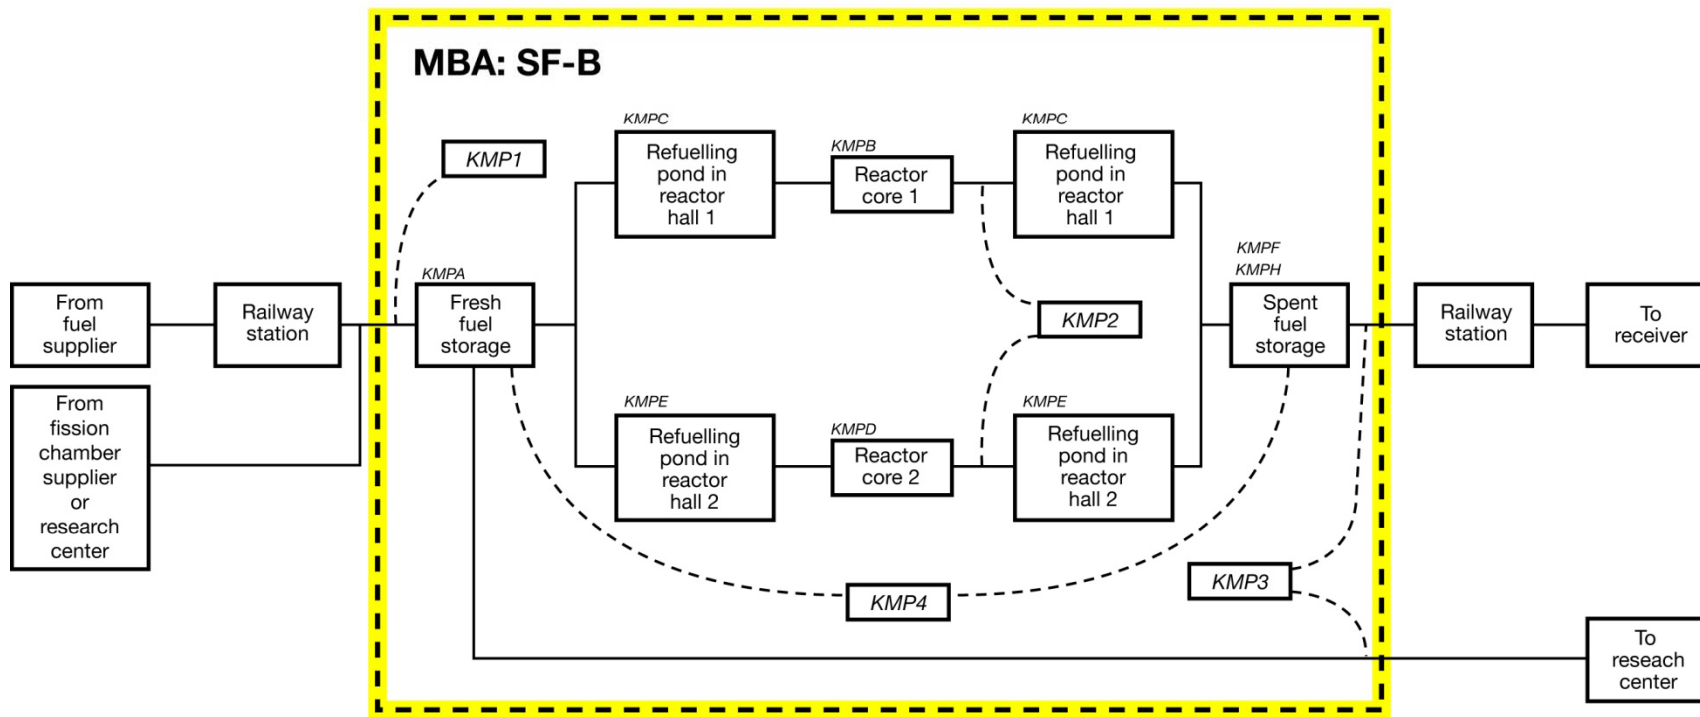 MBA: SF-B
KMP1
KMPC
Refuelling
pond in
reactor
hall 1
KMPB
Reactor
core 1
KMPC
Refuelling
pond in
reactor
hall 1
From
fuel
supplier
Railway
station
KMPA
Fresh
fuel
storage
KMP2
KMPF
KMPH
Spent
fuel
storage
Railway
station
To
receiver
From
fission
chamber
supplier
or
research
center
KMPE
Refuelling
pond in
reactor
hall 2
KMPD
Reactor
core 2
KMPE
Refuelling
pond in
reactor
hall 2
KMP4
KMP3
To
reseach
center